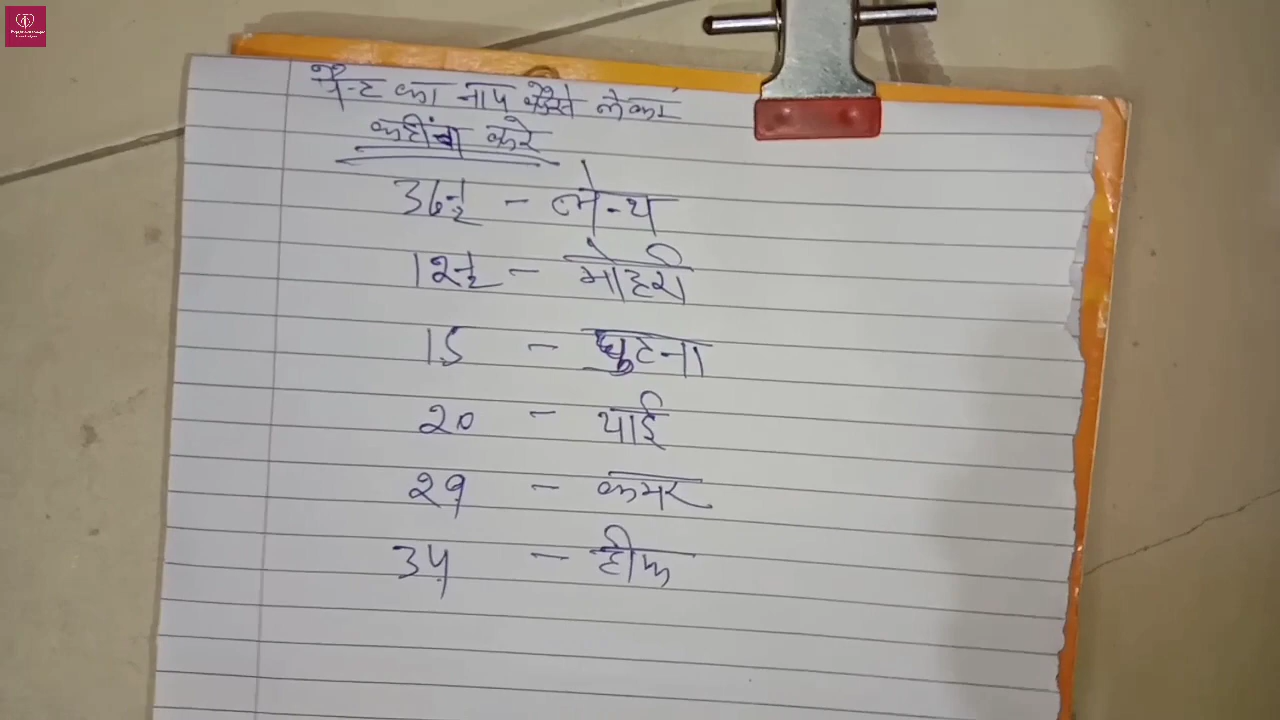 पैन्ट का नाप कैसे लेकर
कटींग करे
36½ - लेन्थ
12½ - मोहरी
15 - घुटना
20 - थाई
29 - कमर
34 - हीप